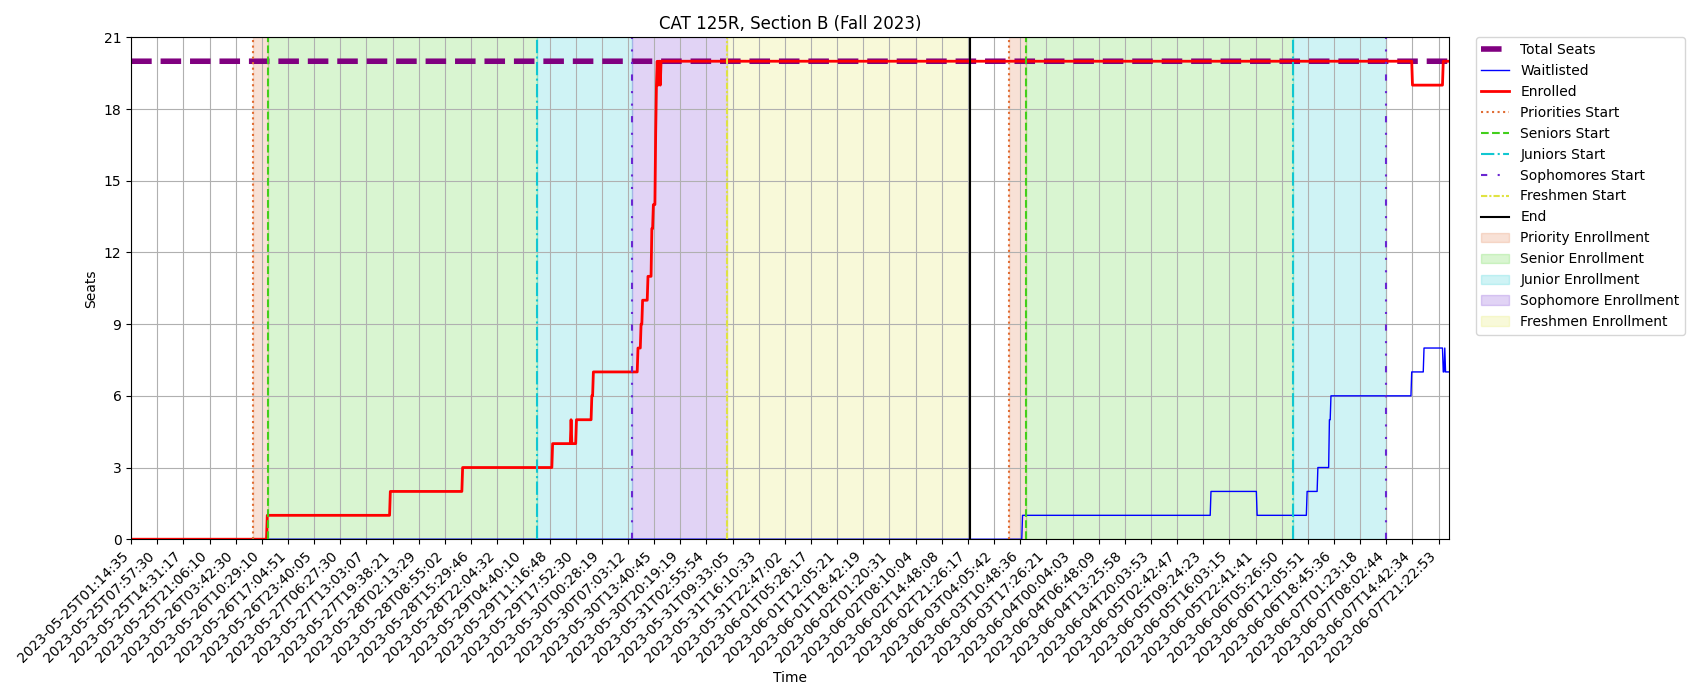 CAT 125R, Section B (Fall 2023)
Seats
21
18
15
12
9
6
3
0
2023-05-25T01:14:35
2023-05-25T07:57:30
2023-05-25T14:31:17
2023-05-25T21:06:10
2023-05-26T03:42:30
2023-05-26T10:29:10
2023-05-26T17:04:51
2023-05-26T23:40:05
2023-05-27T06:27:30
2023-05-27T13:03:07
2023-05-27T19:38:21
2023-05-28T02:13:29
2023-05-28T08:55:02
2023-05-28T15:29:46
2023-05-28T22:04:32
2023-05-29T04:40:10
2023-05-29T11:16:48
2023-05-29T17:52:30
2023-05-30T00:28:19
2023-05-30T07:03:12
2023-05-30T13:40:45
2023-05-30T20:19:19
2023-05-31T02:55:54
2023-05-31T09:33:05
2023-05-31T16:10:33
2023-05-31T22:47:02
2023-06-01T05:28:17
2023-06-01T12:05:21
2023-06-01T18:42:19
2023-06-02T01:20:31
2023-06-02T08:10:04
2023-06-02T14:48:08
2023-06-02T21:26:17
2023-06-03T04:05:42
2023-06-03T10:48:36
2023-06-03T17:26:21
2023-06-04T00:04:03
2023-06-04T06:48:09
2023-06-04T13:25:58
2023-06-04T20:03:53
2023-06-05T02:42:47
2023-06-05T09:24:23
2023-06-05T16:03:15
2023-06-05T22:41:41
2023-06-06T05:26:50
2023-06-06T12:05:51
2023-06-06T18:45:36
2023-06-07T01:23:18
2023-06-07T08:02:44
2023-06-07T14:42:34
2023-06-07T21:22:53
Time
Total Seats
Waitlisted
Enrolled
Priorities Start
Seniors Start
Juniors Start
Sophomores Start
Freshmen Start
End
Priority Enrollment
Senior Enrollment
Junior Enrollment
Sophomore Enrollment
Freshmen Enrollment